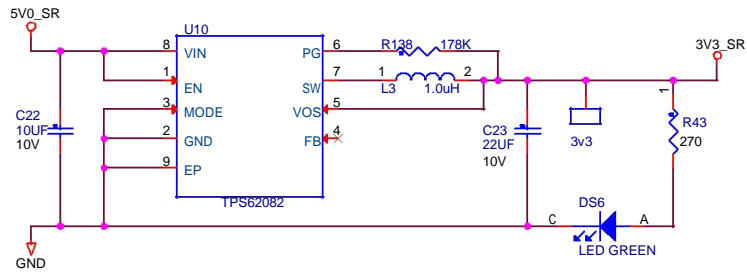 5V0_SR
U10
8 VIN
1 EN
3 MODE
2 GND
9 EP
PG 6
SW 7
VOS 5
FB 4
TPS62082
R138 178K
1 2
L3 1.0uH
3V3_SR
C22
10UF
10V
C23
22UF
10V
3v3
1
R43
270
DS6
C A
LED GREEN
GND